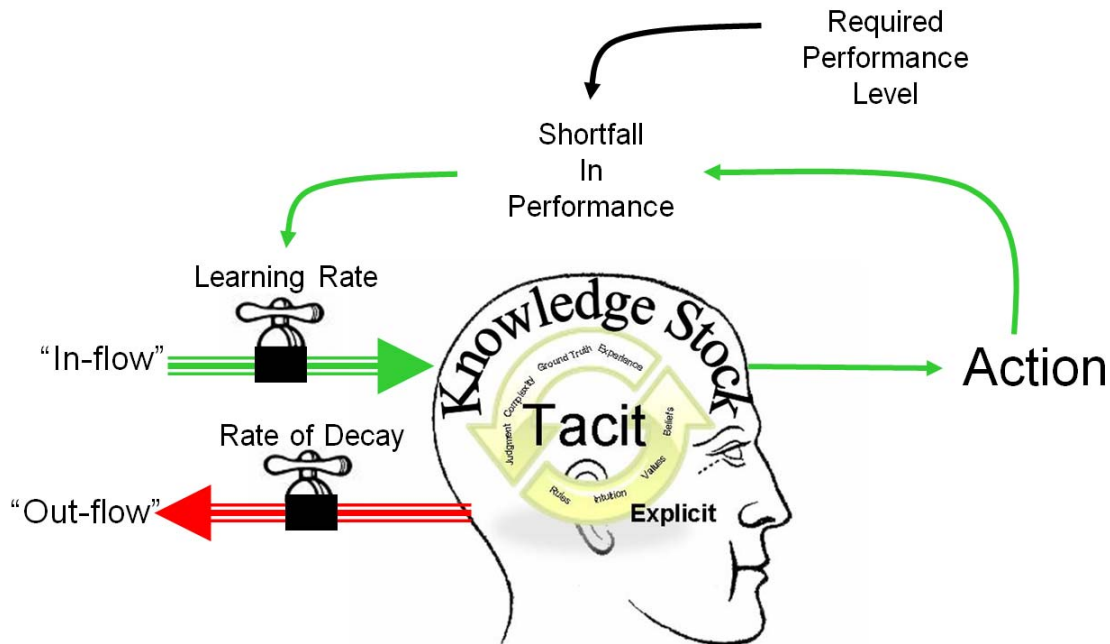 Required
Performance
Level
Shortfall
In
Performance
Learning Rate
“In-flow”
Knowledge Stock
Ground Truth
Experience
Complexity
Judgment
Tacit
Beliefs
Values
Intuition
Rules
Explicit
Action
Rate of Decay
“Out-flow”